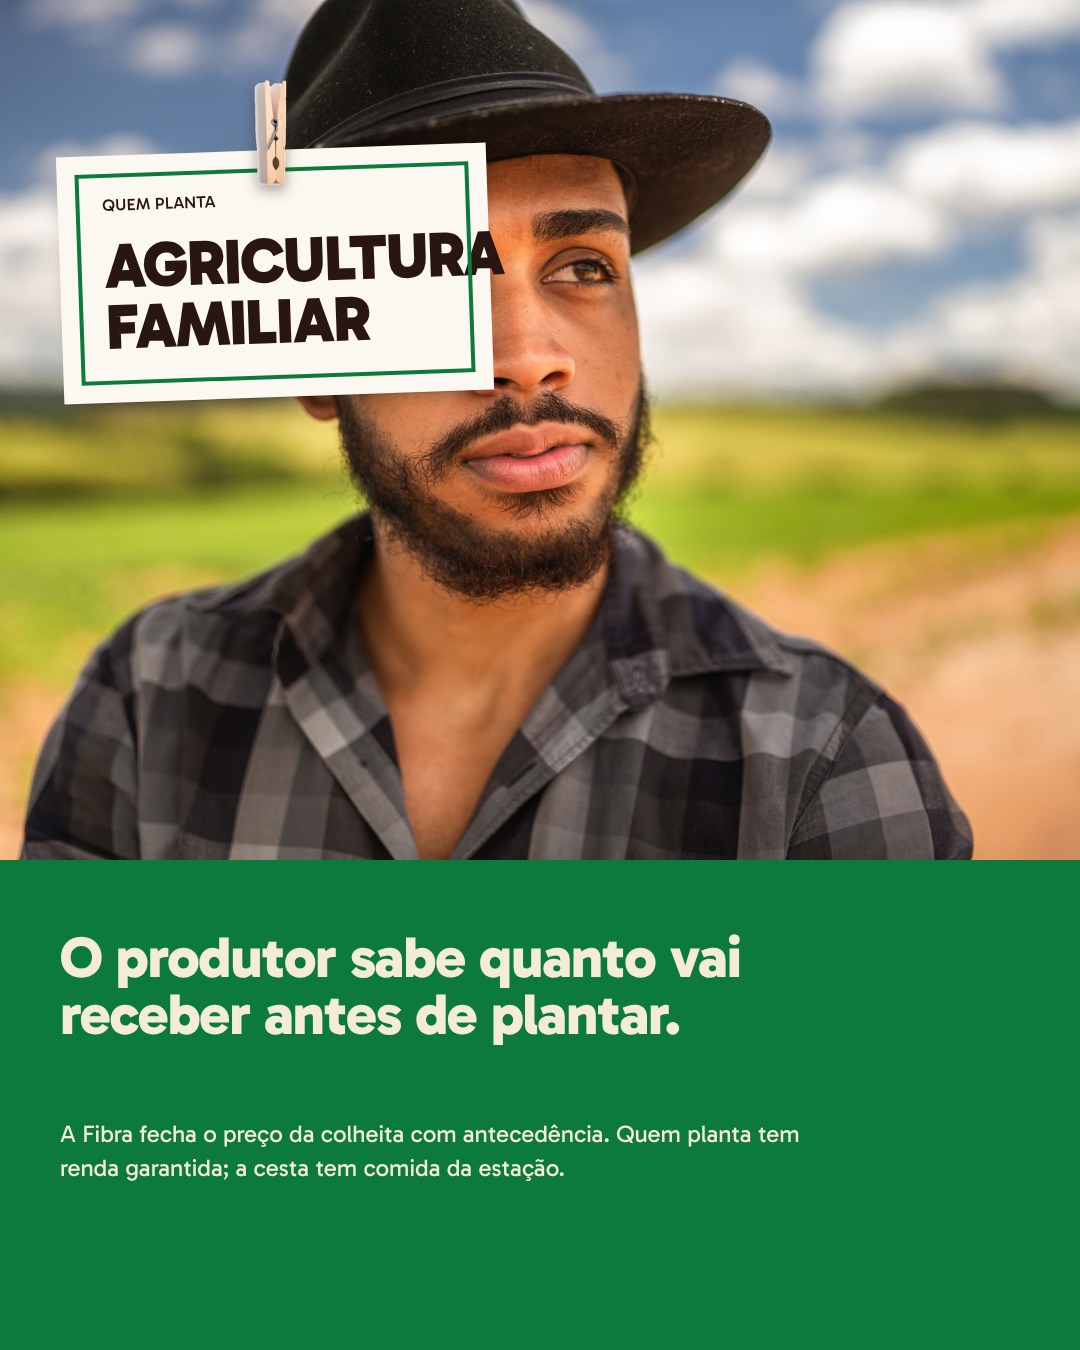 QUEM PLANTA
AGRICULTURA
FAMILIAR
O produtor sabe quanto vai
receber antes de plantar.
A Fibra fecha o preço da colheita com antecedência. Quem planta tem
renda garantida; a cesta tem comida da estação.